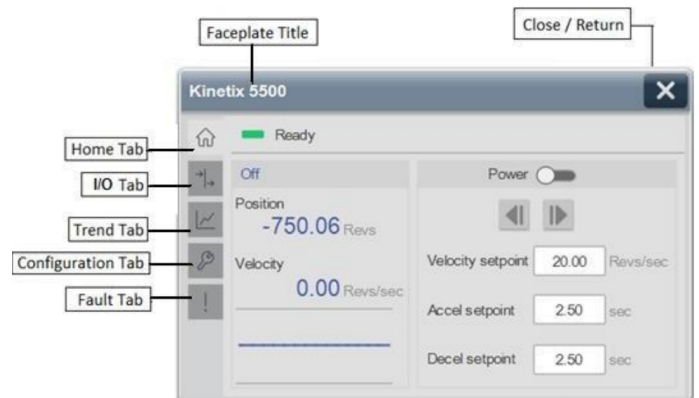 Faceplate Title
Close / Return
Kinetix 5500
Home Tab
Ready
I/O Tab
Off
Power
Trend Tab
Position
-750.06 Revs
Configuration Tab
Velocity
Velocity setpoint 20.00 Revs/sec
0.00 Revs/sec
Fault Tab
Accel setpoint 2.50 sec
Decel setpoint 2.50 sec